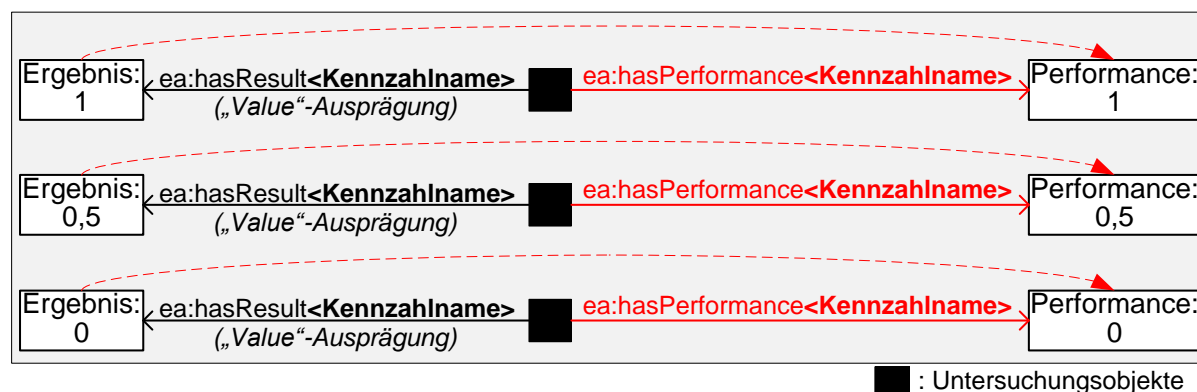 Ergebnis: ea:hasResult<Kennzahlname> ea:hasPerformance<Kennzahlname> Performance:
1 („Value“-Ausprägung) 1
Ergebnis: ea:hasResult<Kennzahlname> ea:hasPerformance<Kennzahlname> Performance:
0,5 („Value“-Ausprägung) 0,5
Ergebnis: ea:hasResult<Kennzahlname> ea:hasPerformance<Kennzahlname> Performance:
0 („Value“-Ausprägung) 0
: Untersuchungsobjekte